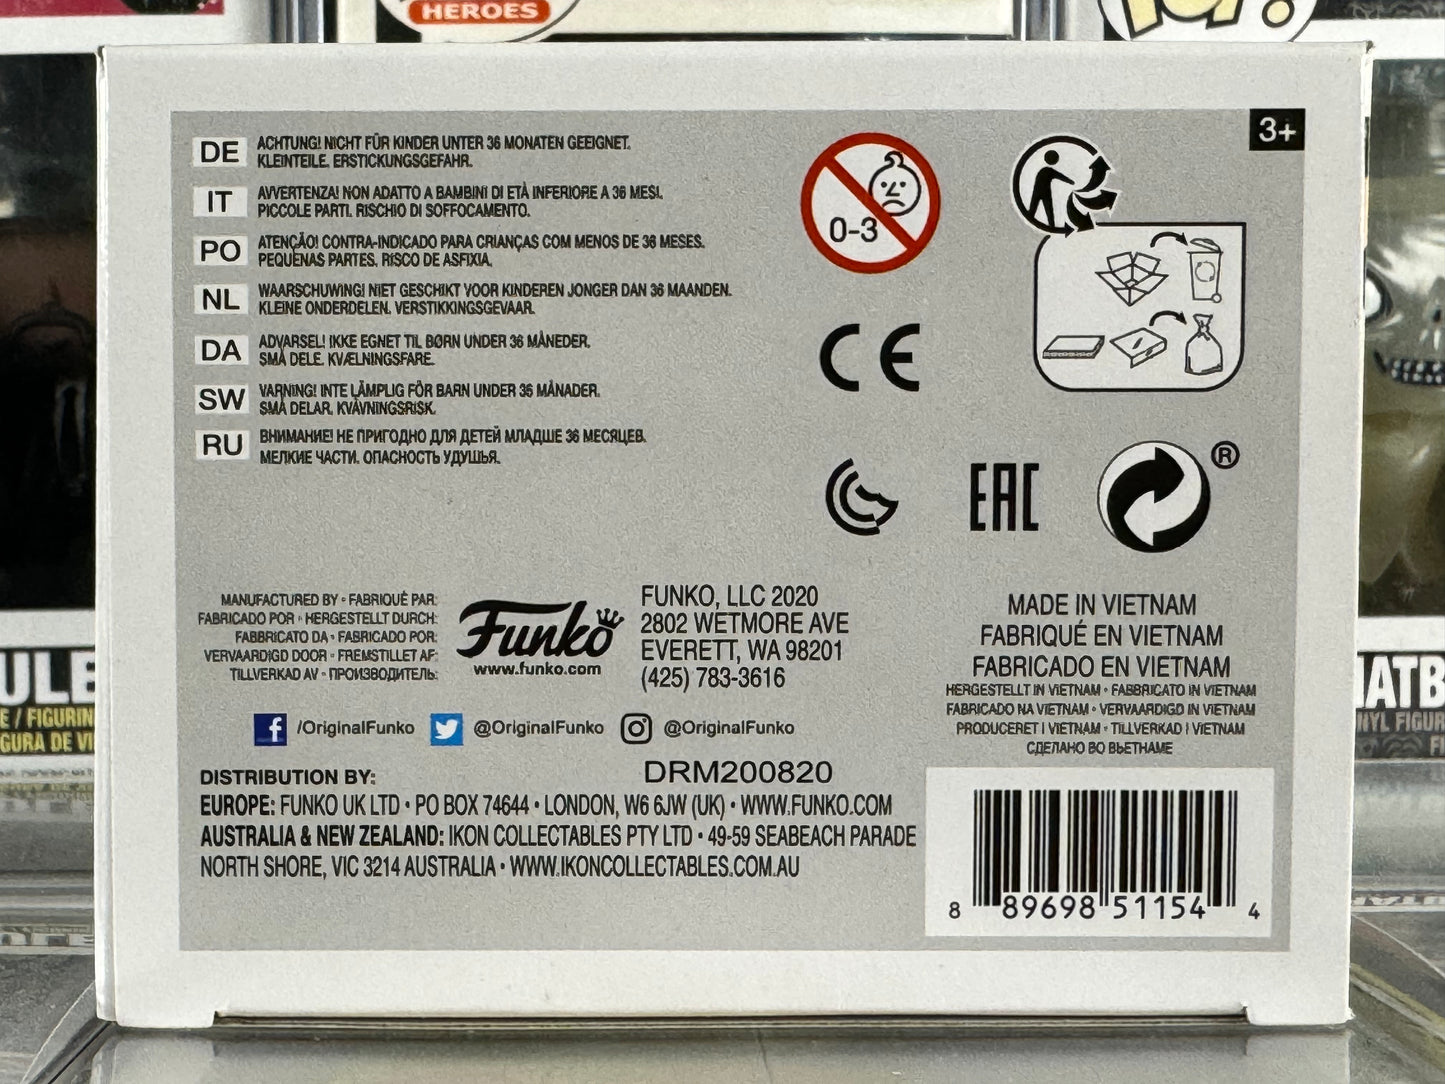 HEROES
POP!
3+
DE ACHTUNG! NICHT FÜR KINDER UNTER 36 MONATEN GEEIGNET.
KLEINTEILE. ERSTICKUNGSGEFAHR.
IT AVVERTENZA! NON ADATTO A BAMBINI DI ETÀ INFERIORE A 36 MESI.
PICCOLE PARTI. RISCHIO DI SOFFOCAMENTO.
PO ATENÇÃO! CONTRA-INDICADO PARA CRIANÇAS COM MENOS DE 36 MESES.
PEQUENAS PARTES. RISCO DE ASFIXIA.
NL WAARSCHUWING! NIET GESCHIKT VOOR KINDEREN JONGER DAN 36 MAANDEN.
KLEINE ONDERDELEN. VERSTIKKINGSGEVAAR.
DA ADVARSEL! IKKE EGNET TIL BØRN UNDER 36 MÅNEDER.
SMÅ DELE. KVÆLNINGSFARE.
SW VARNING! INTE LÄMPLIG FÖR BARN UNDER 36 MÅNADER.
SMÅ DELAR. KVÄVNINGSRISK.
RU ВНИМАНИЕ! НЕ ПРИГОДНО ДЛЯ ДЕТЕЙ МЛАДШЕ 36 МЕСЯЦЕВ.
МЕЛКИЕ ЧАСТИ. ОПАСНОСТЬ УДУШЬЯ.
0-3
CE
EAC
®
MANUFACTURED BY • FABRIQUÉ PAR:
FABRICADO POR • HERGESTELLT DURCH:
FABBRICATO DA • FABRICADO POR:
VERVAARDIGD DOOR • FREMSTILLET AF:
TILLVERKAD AV • ПРОИЗВОДИТЕЛЬ:
Funko
www.funko.com
FUNKO, LLC 2020
2802 WETMORE AVE
EVERETT, WA 98201
(425) 783-3616
MADE IN VIETNAM
FABRIQUÉ EN VIETNAM
FABRICADO EN VIETNAM
HERGESTELLT IN VIETNAM • FABBRICATO IN VIETNAM
FABRICADO NA VIETNAM • VERVAARDIGD IN VIETNAM
PRODUCERET I VIETNAM • TILLVERKAD I VIETNAM
СДЕЛАНО ВО ВЬЕТНАМЕ
/OriginalFunko @OriginalFunko @OriginalFunko
DISTRIBUTION BY: DRM200820
EUROPE: FUNKO UK LTD • PO BOX 74644 • LONDON, W6 6JW (UK) • WWW.FUNKO.COM
AUSTRALIA & NEW ZEALAND: IKON COLLECTABLES PTY LTD • 49-59 SEABEACH PARADE
NORTH SHORE, VIC 3214 AUSTRALIA • WWW.IKONCOLLECTABLES.COM.AU
8 89698 51154 4